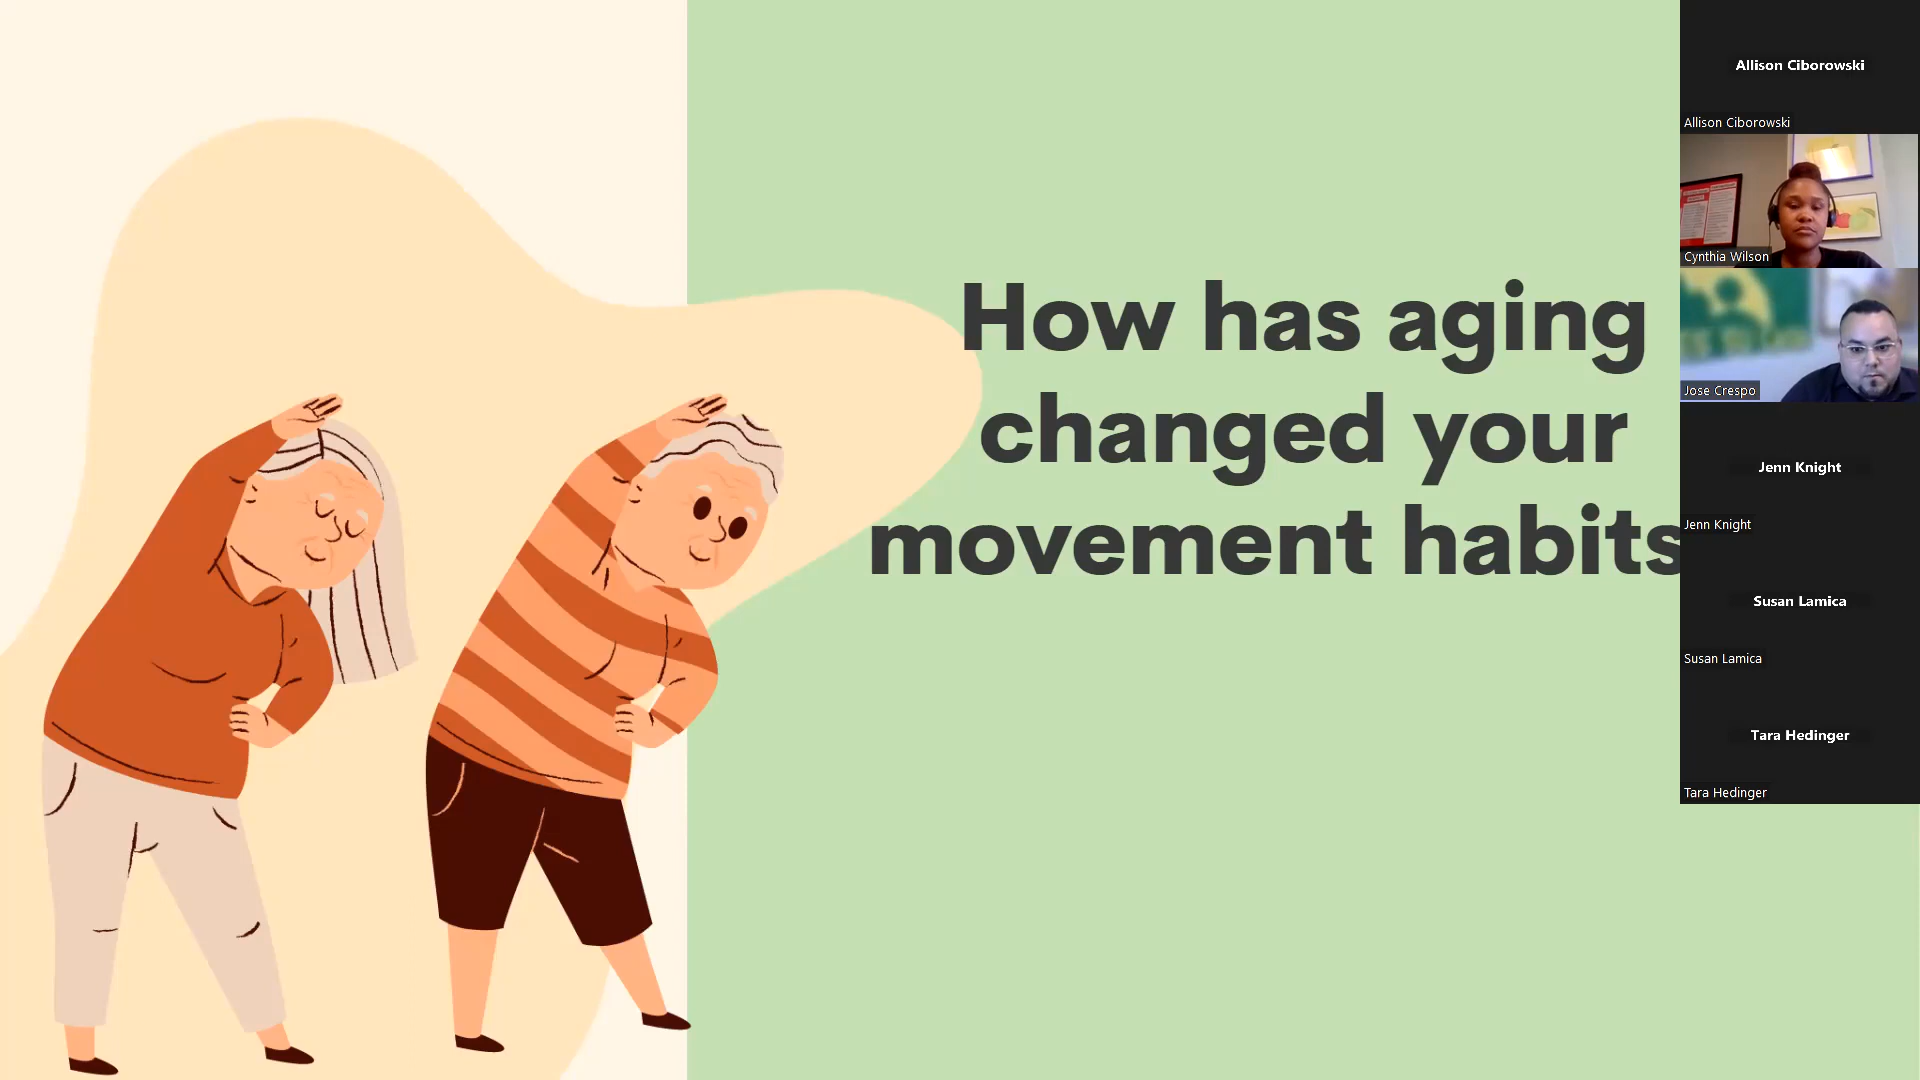 How has aging
changed your
movement habits
Allison Ciborowski
Allison Ciborowski
Cynthia Wilson
Jose Crespo
Jenn Knight
Jenn Knight
Susan Lamica
Susan Lamica
Tara Hedinger
Tara Hedinger